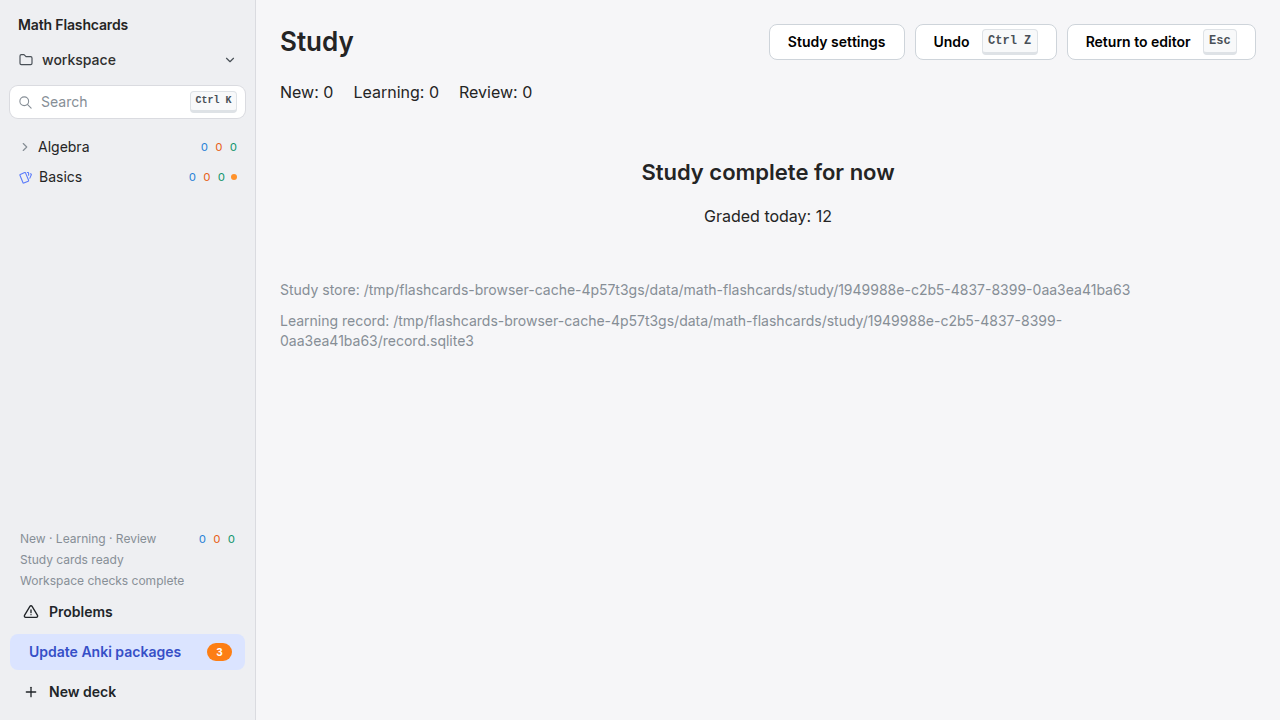 Math Flashcards
workspace
Search Ctrl K
Algebra 0 0 0
Basics 0 0 0
New · Learning · Review 0 0 0
Study cards ready
Workspace checks complete
Problems
Update Anki packages 3
New deck
Study
Study settings
Undo Ctrl Z
Return to editor Esc
New: 0 Learning: 0 Review: 0
Study complete for now
Graded today: 12
Study store: /tmp/flashcards-browser-cache-4p57t3gs/data/math-flashcards/study/1949988e-c2b5-4837-8399-0aa3ea41ba63
Learning record: /tmp/flashcards-browser-cache-4p57t3gs/data/math-flashcards/study/1949988e-c2b5-4837-8399-
0aa3ea41ba63/record.sqlite3